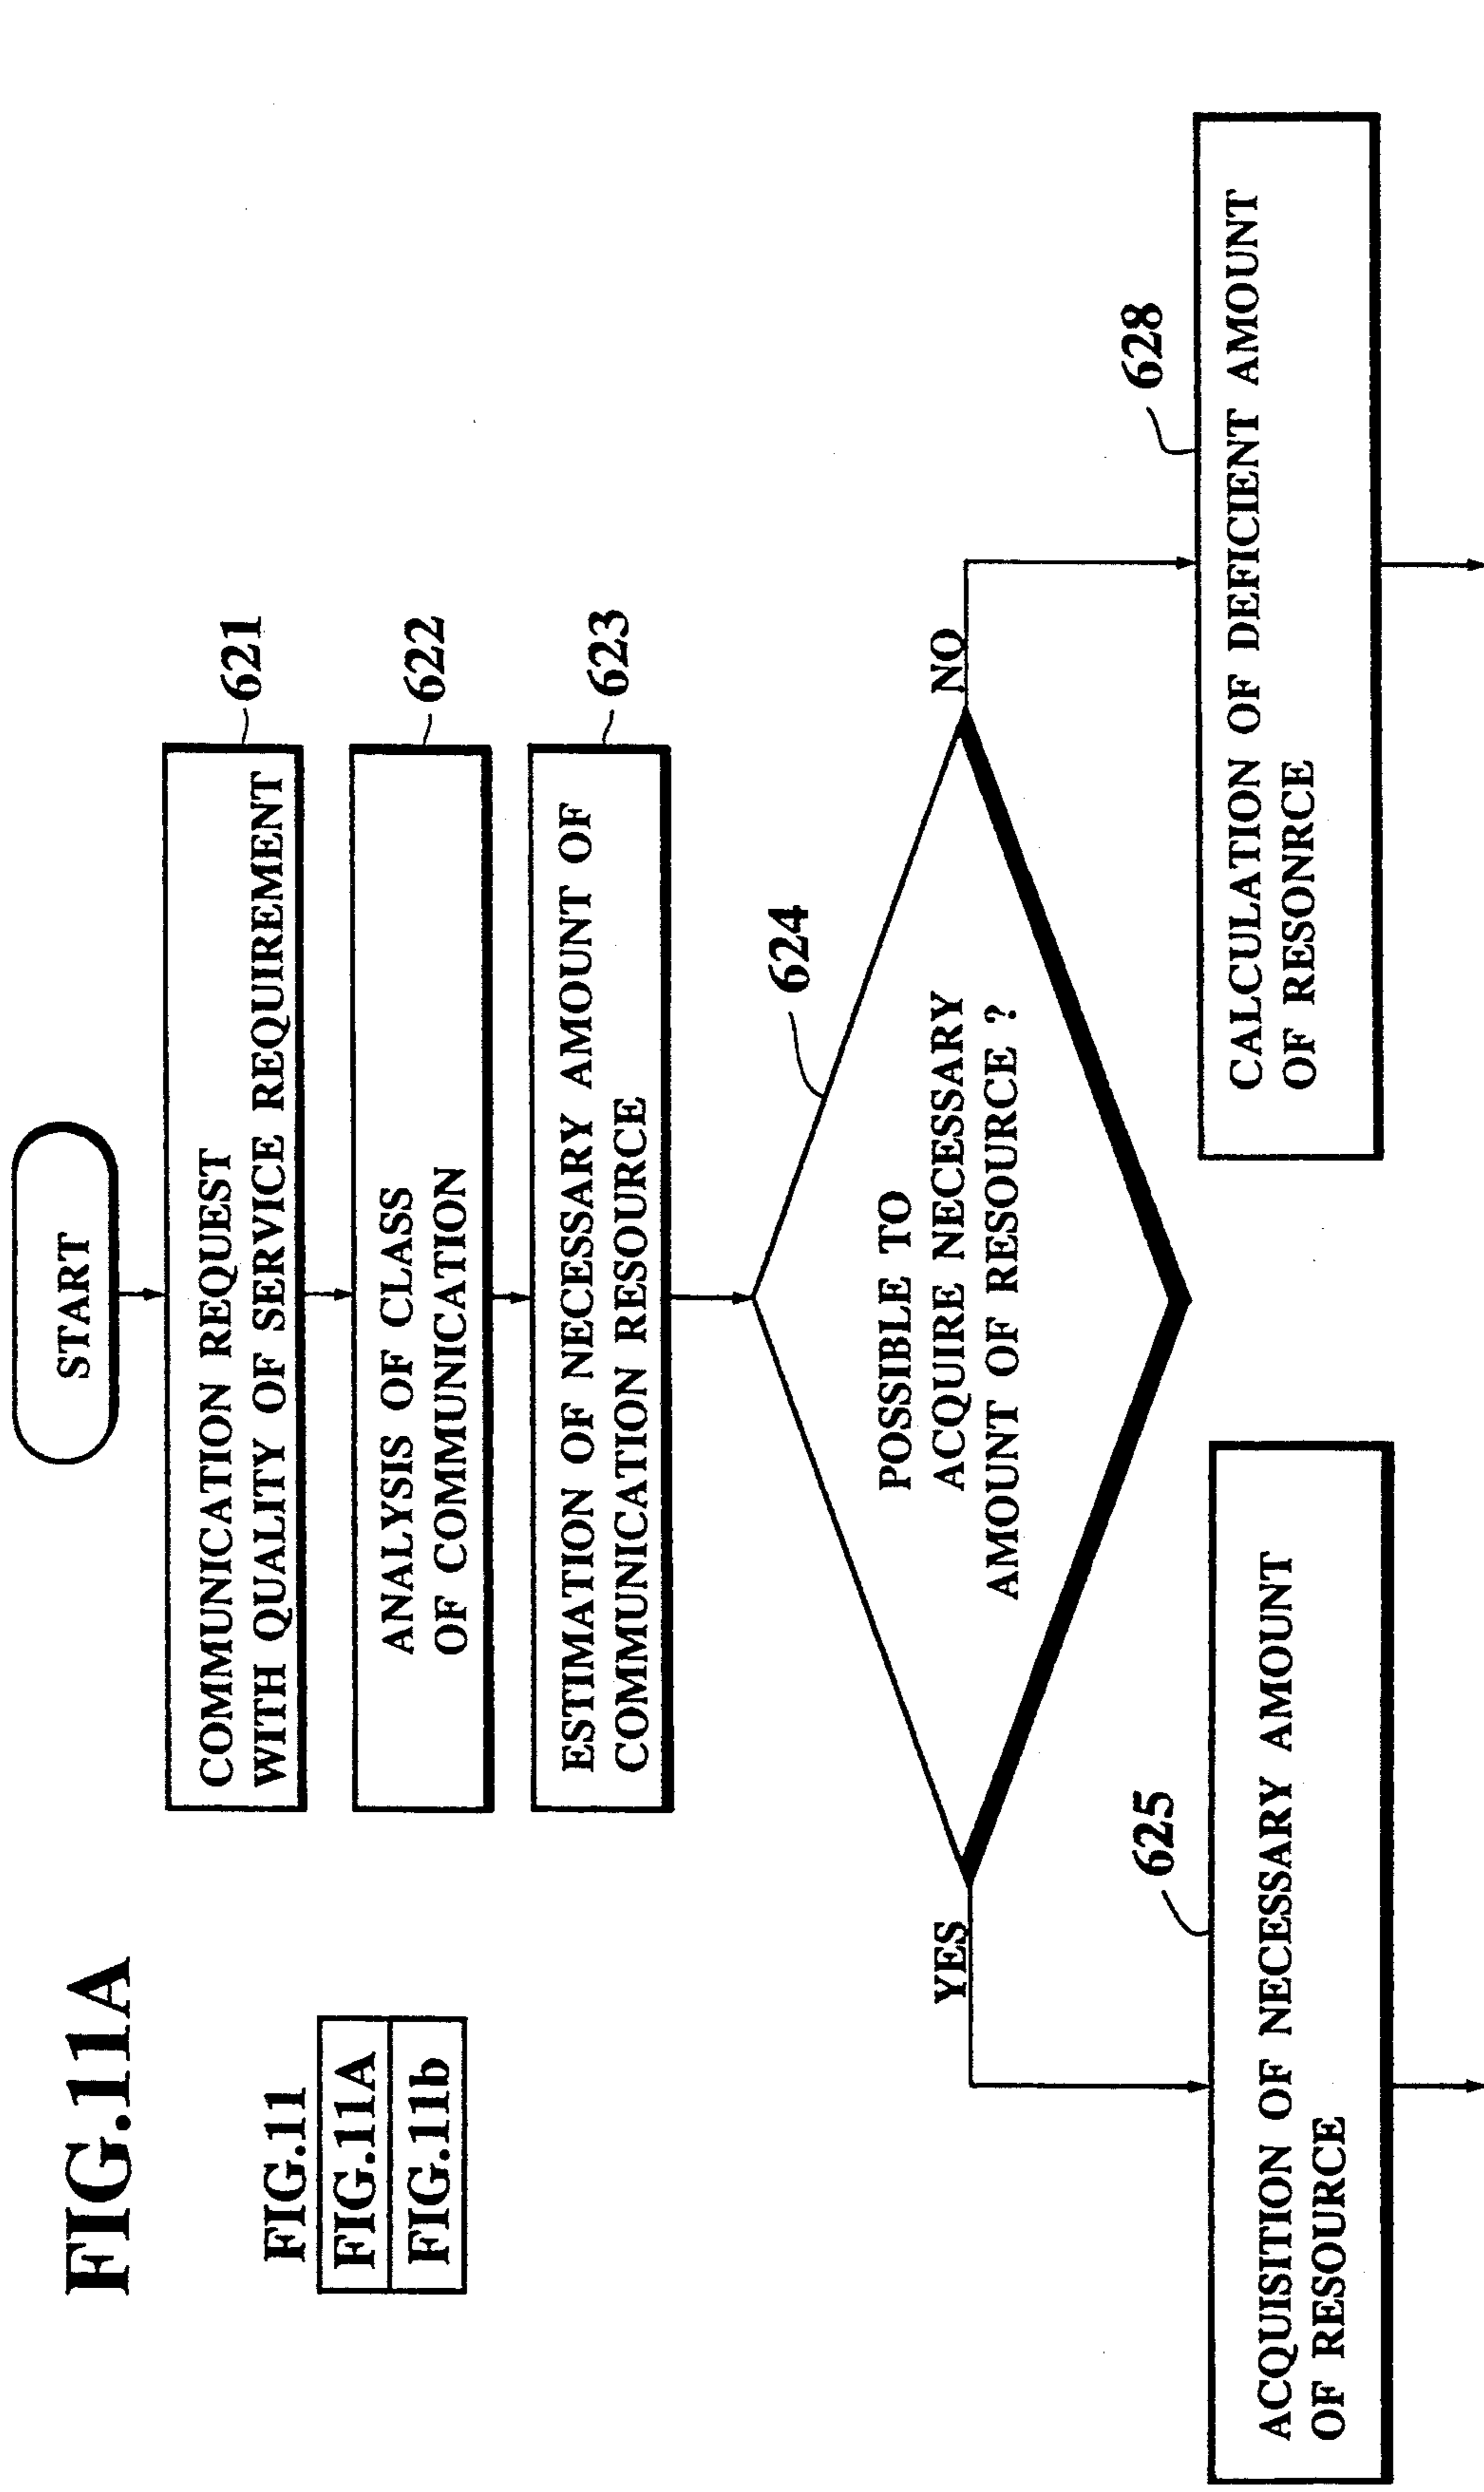 FIG.11A
FIG.11
FIG.11A
FIG.11b
START
COMMUNICATION REQUEST
WITH QUALITY OF SERVICE REQUIREMENT
621
ANALYSIS OF CLASS
OF COMMUNICATION
622
ESTIMATION OF NECESSARY AMOUNT OF
COMMUNICATION RESOURCE
623
624
POSSIBLE TO
ACQUIRE NECESSARY
AMOUNT OF RESOURCE ?
YES
NO
625
ACQUISITION OF NECESSARY AMOUNT
OF RESOURCE
628
CALCULATION OF DEFICIENT AMOUNT
OF RESONRCE